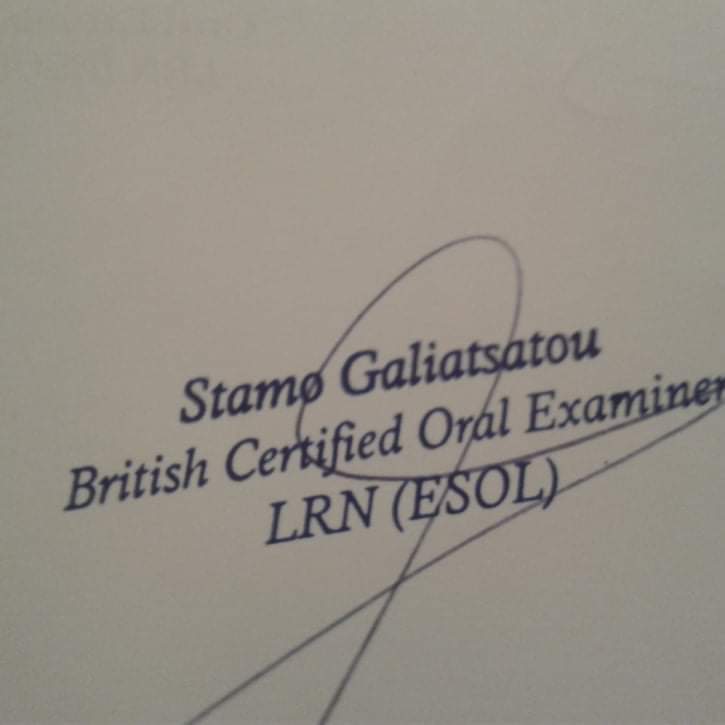 Stamo Galiatsatou
British Certified Oral Examiner
LRN (ESOL)